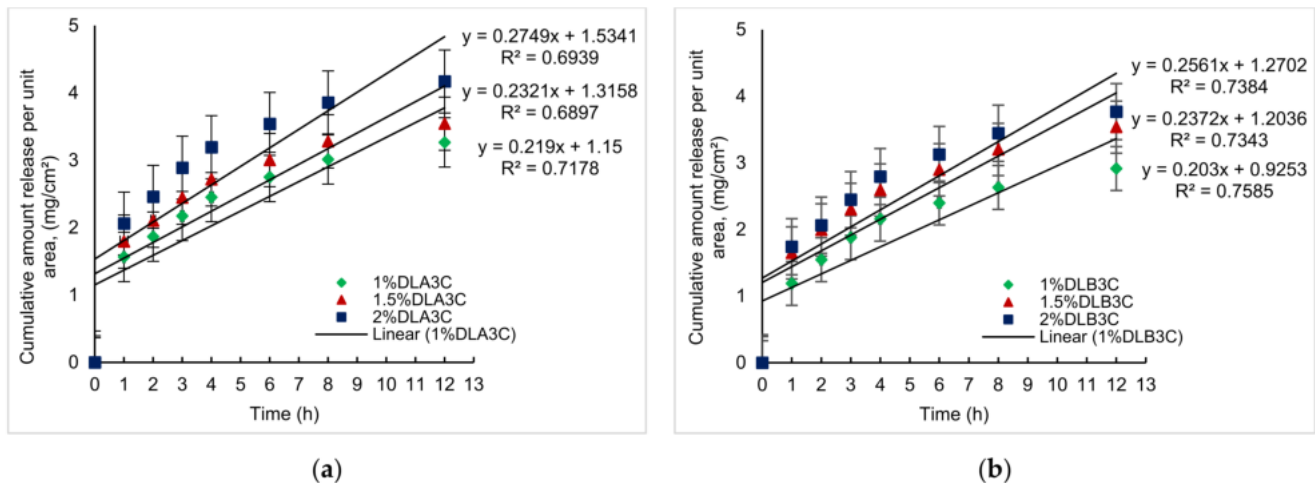 5
4
3
2
1
0
Cumulative amount release per unit
area, (mg/cm²)
y = 0.2749x + 1.5341
R² = 0.6939
y = 0.2321x + 1.3158
R² = 0.6897
y = 0.219x + 1.15
R² = 0.7178
1%DLA3C
1.5%DLA3C
2%DLA3C
Linear (1%DLA3C)
0 1 2 3 4 5 6 7 8 9 10 11 12 13
Time (h)
(a)
5
4
3
2
1
0
Cumulative amount release per unit
area, (mg/cm²)
y = 0.2561x + 1.2702
R² = 0.7384
y = 0.2372x + 1.2036
R² = 0.7343
y = 0.203x + 0.9253
R² = 0.7585
1%DLB3C
1.5%DLB3C
2%DLB3C
Linear (1%DLB3C)
0 1 2 3 4 5 6 7 8 9 10 11 12 13
Time (h)
(b)